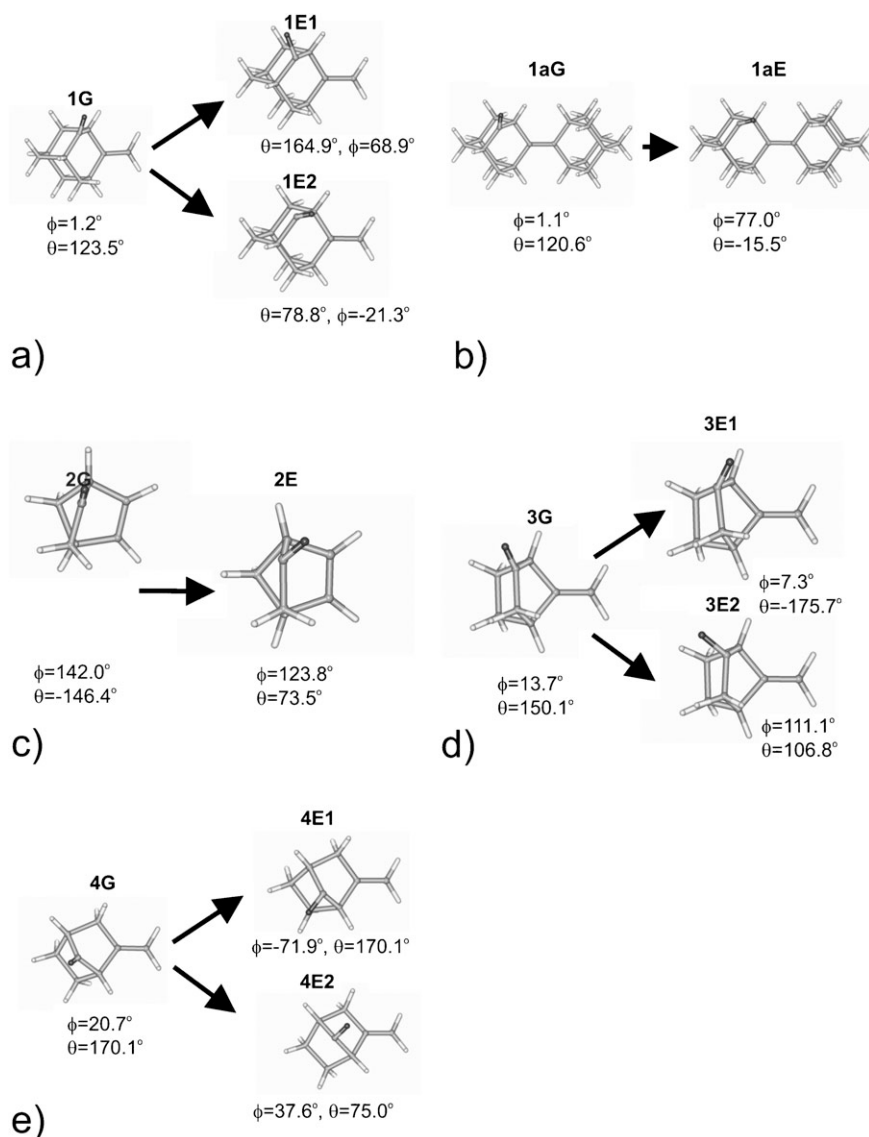 1G
1E1
θ=164.9°, ϕ=68.9°
1E2
ϕ=1.2°
θ=123.5°
θ=78.8°, ϕ=-21.3°
a)
1aG
1aE
ϕ=1.1°
θ=120.6°
ϕ=77.0°
θ=-15.5°
b)
2G
2E
ϕ=142.0°
θ=-146.4°
ϕ=123.8°
θ=73.5°
c)
3G
3E1
ϕ=7.3°
θ=-175.7°
3E2
ϕ=13.7°
θ=150.1°
ϕ=111.1°
θ=106.8°
d)
4G
4E1
ϕ=-71.9°, θ=170.1°
4E2
ϕ=20.7°
θ=170.1°
ϕ=37.6°, θ=75.0°
e)